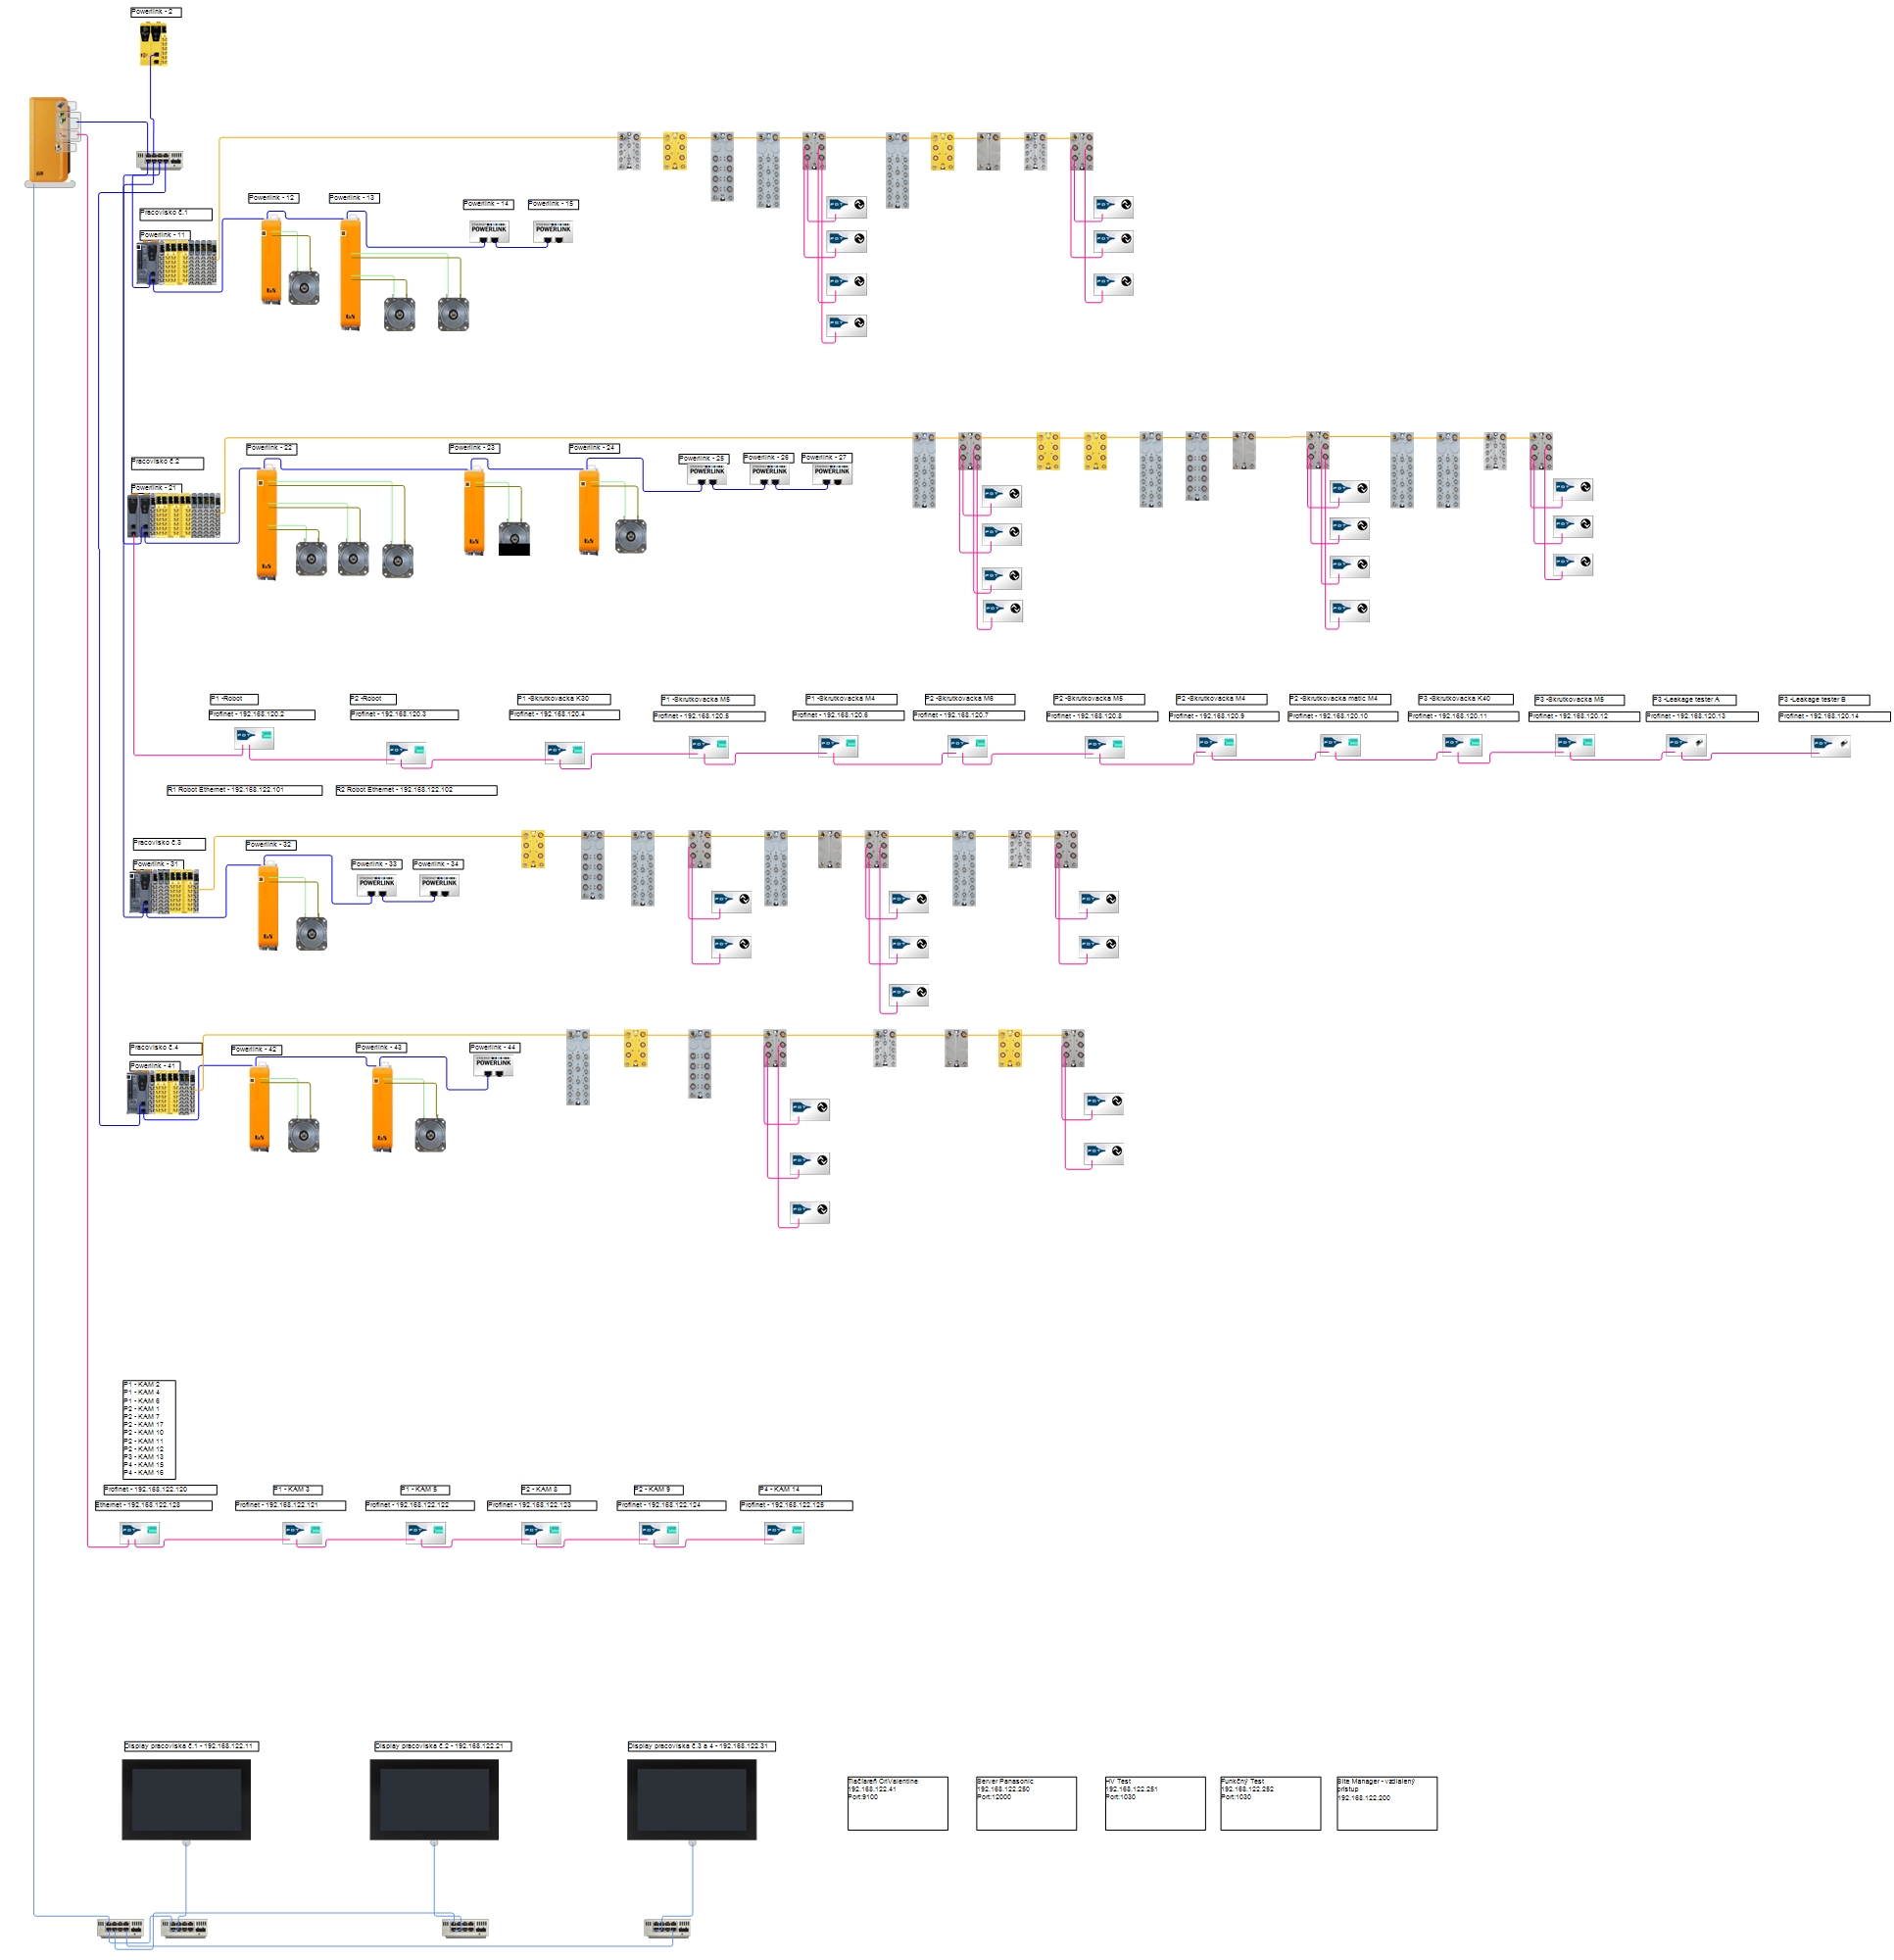 Powerlink - 2
Pracovisko č.1
Powerlink - 11
Powerlink - 12
Powerlink - 13
Powerlink - 14
Powerlink - 15
POWERLINK
POWERLINK
Pracovisko č.2
Powerlink - 21
Powerlink - 22
Powerlink - 23
Powerlink - 24
Powerlink - 25
Powerlink - 26
Powerlink - 27
POWERLINK
POWERLINK
POWERLINK
P1 -Robot
Profinet - 192.168.120.2
P2 -Robot
Profinet - 192.168.120.3
P1 -Skrutkovacka K30
Profinet - 192.168.120.4
P1 -Skrutkovacka M5
Profinet - 192.168.120.5
P1 -Skrutkovacka M4
Profinet - 192.168.120.6
P2 -Skrutkovacka M6
Profinet - 192.168.120.7
P2 -Skrutkovacka M5
Profinet - 192.168.120.8
P2 -Skrutkovacka M4
Profinet - 192.168.120.9
P2 -Skrutkovacka matic M4
Profinet - 192.168.120.10
P3 -Skrutkovacka K40
Profinet - 192.168.120.11
P3 -Skrutkovacka M5
Profinet - 192.168.120.12
P3 -Leakage tester A
Profinet - 192.168.120.13
P3 -Leakage tester B
Profinet - 192.168.120.14
R1 Robot Ethernet - 192.168.122.101
R2 Robot Ethernet - 192.168.122.102
Pracovisko č.3
Powerlink - 31
Powerlink - 32
Powerlink - 33
Powerlink - 34
POWERLINK
POWERLINK
Pracovisko č.4
Powerlink - 41
Powerlink - 42
Powerlink - 43
Powerlink - 44
POWERLINK
P1 - KAM 2
P1 - KAM 4
P1 - KAM 6
P2 - KAM 1
P2 - KAM 7
P2 - KAM 17
P2 - KAM 10
P2 - KAM 11
P2 - KAM 12
P3 - KAM 13
P4 - KAM 15
P4 - KAM 16
Profinet - 192.168.122.120
Ethernet - 192.168.122.128
P1 - KAM 3
Profinet - 192.168.122.121
P1 - KAM 5
Profinet - 192.168.122.122
P2 - KAM 8
Profinet - 192.168.122.123
P2 - KAM 9
Profinet - 192.168.122.124
P4 - KAM 14
Profinet - 192.168.122.125
Display pracoviska č.1 - 192.168.122.11
Display pracoviska č.2 - 192.168.122.21
Display pracoviska č.3 a 4 - 192.168.122.31
Tlačiareň CriValentine
192.168.122.41
Port:9100
Server Panasonic
192.168.122.250
Port:12000
HV Test
192.168.122.251
Port:1030
Funkčný Test
192.168.122.252
Port:1030
Site Manager - vzdialený
prístup
192.168.122.200